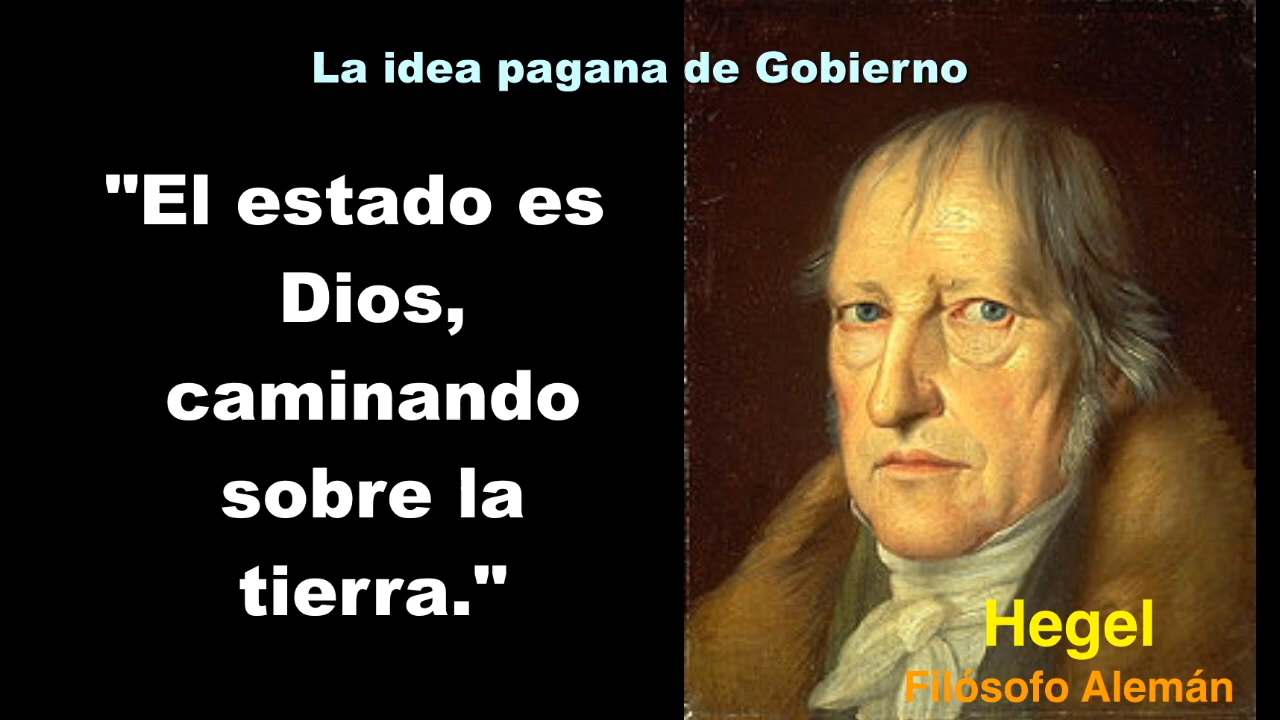 La idea pagana de Gobierno
"El estado es
Dios,
caminando
sobre la
tierra."
Hegel
Filósofo Alemán